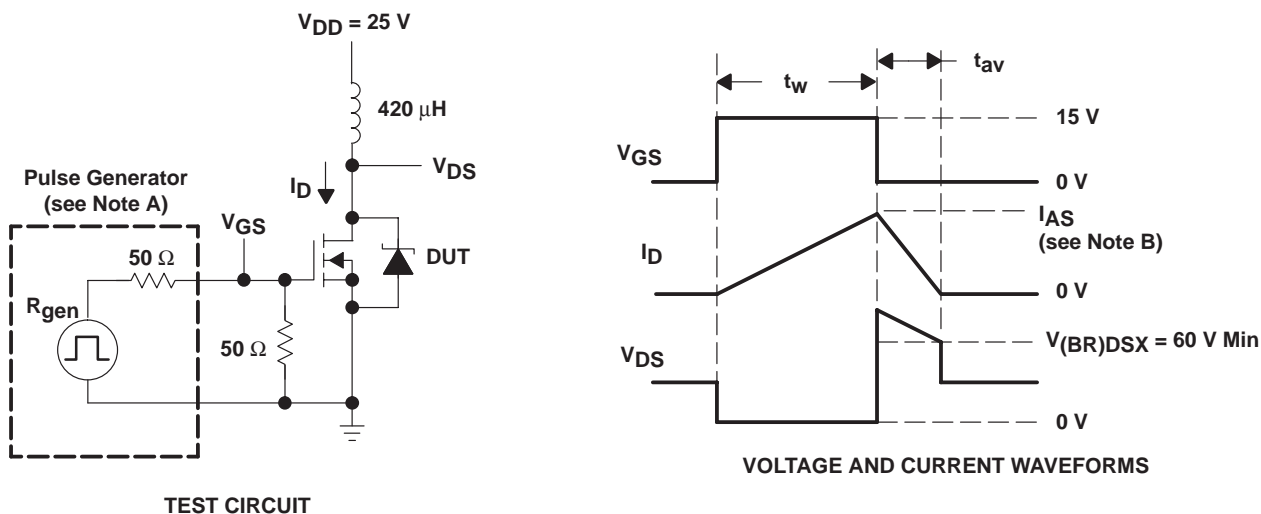 VDD = 25 V
420 μH
VDS
ID
Pulse Generator
(see Note A)
VGS
50 Ω
DUT
Rgen
50 Ω
TEST CIRCUIT
tw
tav
15 V
VGS
0 V
IAS
(see Note B)
ID
0 V
V(BR)DSX = 60 V Min
VDS
0 V
VOLTAGE AND CURRENT WAVEFORMS